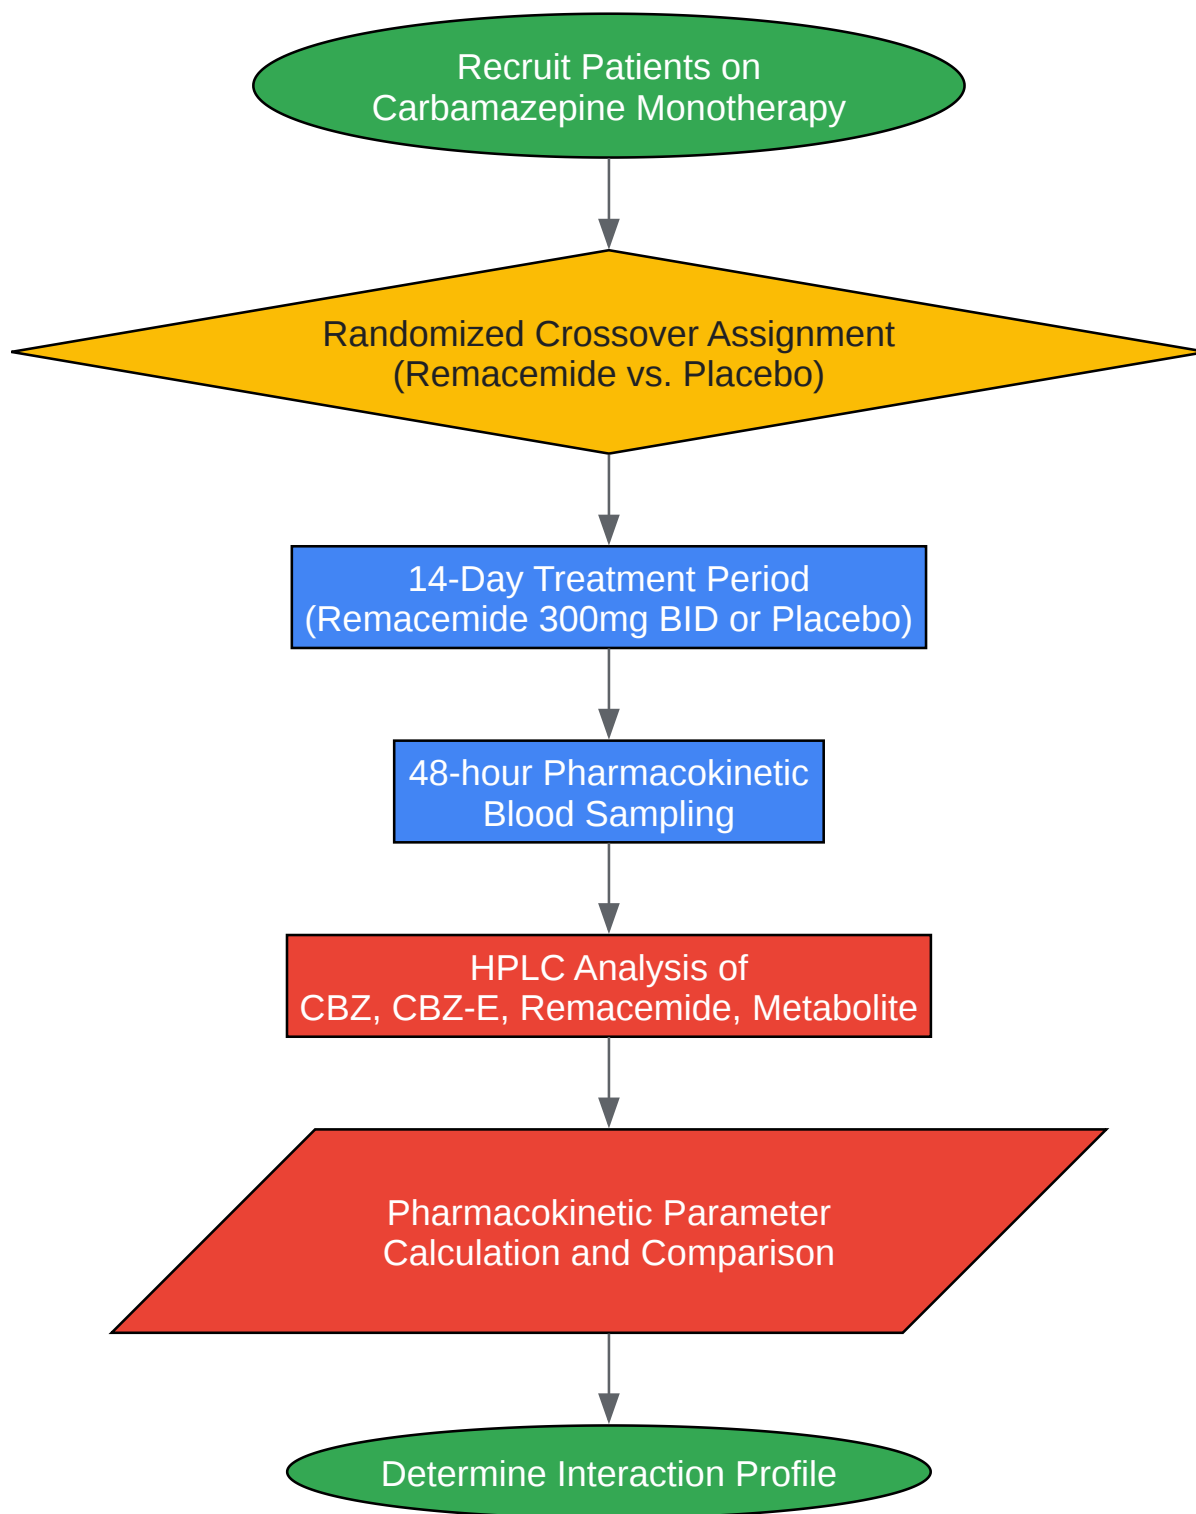 Recruit Patients on
Carbamazepine Monotherapy
Randomized Crossover Assignment
(Remacemide vs. Placebo)
14-Day Treatment Period
(Remacemide 300mg BID or Placebo)
48-hour Pharmacokinetic
Blood Sampling
HPLC Analysis of
CBZ, CBZ-E, Remacemide, Metabolite
Pharmacokinetic Parameter
Calculation and Comparison
Determine Interaction Profile